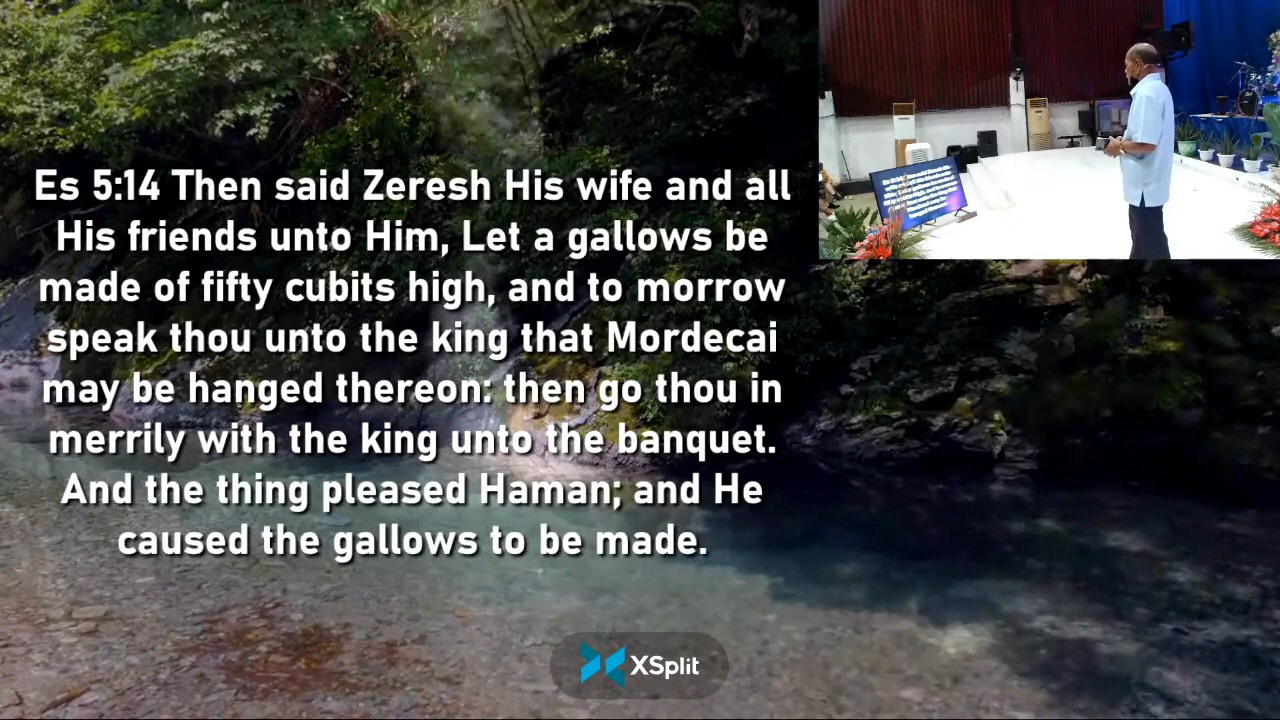 Es 5:14 Then said Zeresh His wife and all
His friends unto Him, Let a gallows be
made of fifty cubits high, and to morrow
speak thou unto the king that Mordecai
may be hanged thereon: then go thou in
merrily with the king unto the banquet.
And the thing pleased Haman; and He
caused the gallows to be made.
XSplit